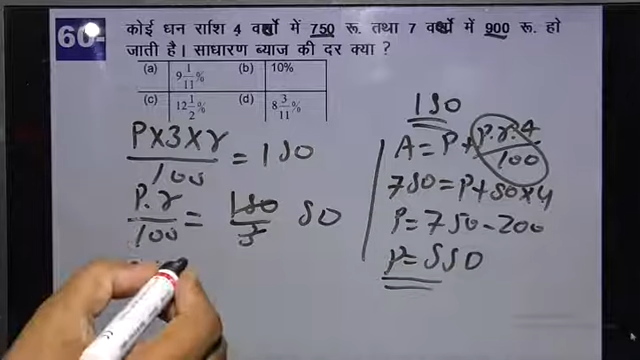 60-
कोई धन राशि 4 वर्षों में 750 रू. तथा 7 वर्षों में 900 रू. हो
जाती है। साधारण ब्याज की दर क्या ?
(a) 9 1/11% (b) 10%
(c) 12 1/2% (d) 8 3/11%
150
P×3×r/100 = 150
A = P + P.r.4/100
750 = P + 50×4
P.r/100 = 150/3 50
P = 750 - 200
P = 550